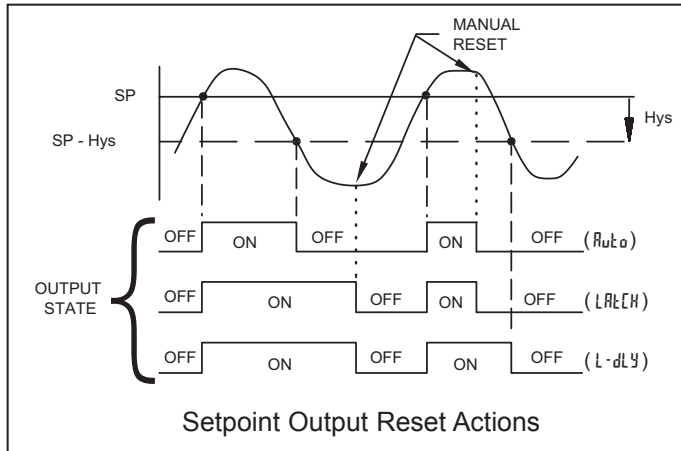 MANUAL
RESET
SP
Hys
SP - Hys
OFF ON OFF ON OFF (Auto)
OUTPUT
STATE
OFF ON OFF ON OFF (LAtCH)
OFF ON OFF ON OFF (L-dLY)
Setpoint Output Reset Actions